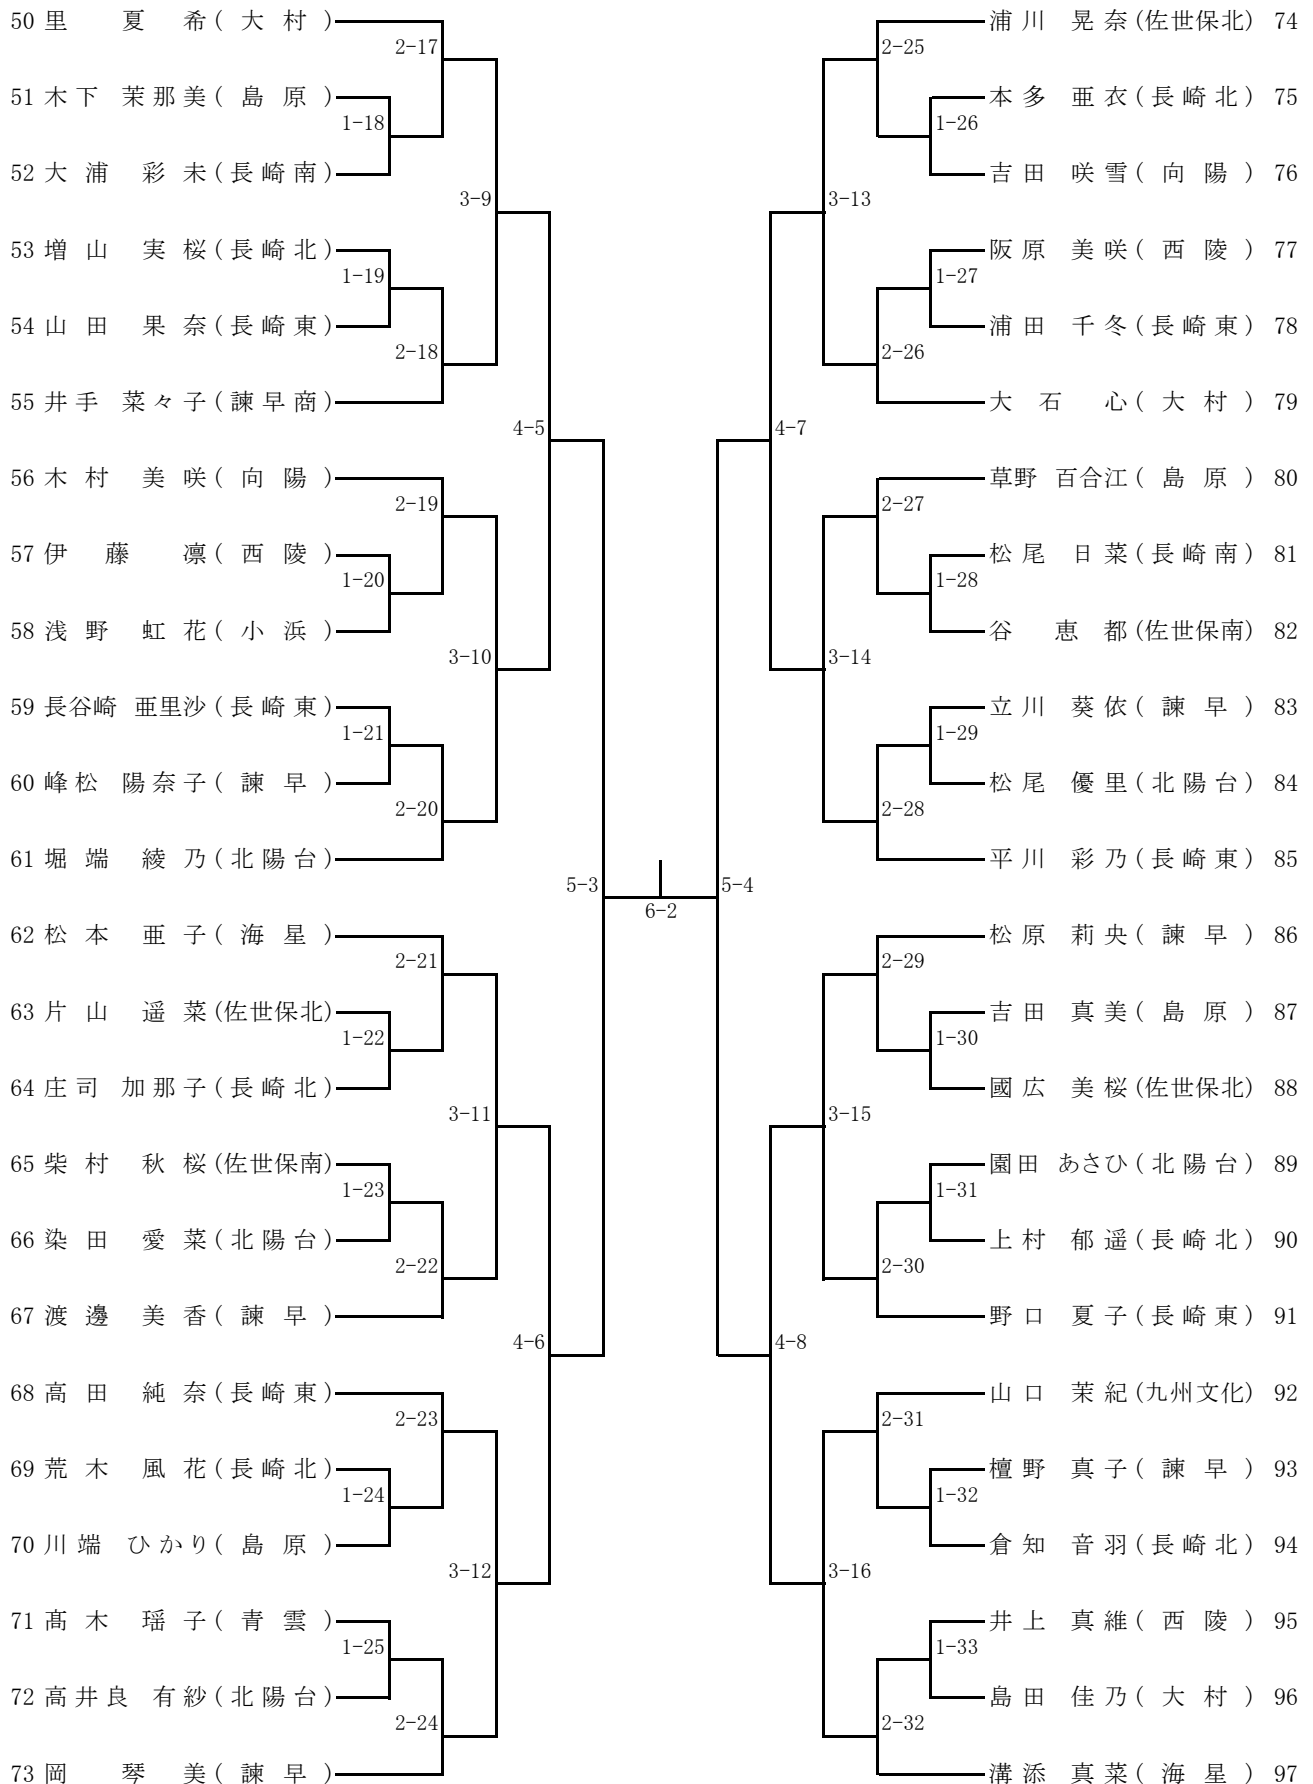 50 里 夏 希 ( 大 村 )
2-17
51 木下 茉那美 ( 島 原 )
1-18
52 大 浦 彩 未 ( 長 崎 南 )
3-9
53 増 山 実 桜 ( 長 崎 北 )
1-19
54 山 田 果 奈 ( 長 崎 東 )
2-18
55 井手 菜々子 ( 諫 早 商 )
4-5
56 木 村 美 咲 ( 向 陽 )
2-19
57 伊 藤 凛 ( 西 陵 )
1-20
58 浅 野 虹 花 ( 小 浜 )
3-10
59 長谷崎 亜里沙 ( 長 崎 東 )
1-21
60 峰松 陽奈子 ( 諫 早 )
2-20
61 堀 端 綾 乃 ( 北 陽 台 )
5-3
62 松 本 亜 子 ( 海 星 )
2-21
63 片 山 遥 菜 (佐世保北)
1-22
64 庄司 加那子 ( 長 崎 北 )
3-11
65 柴 村 秋 桜 (佐世保南)
1-23
66 染 田 愛 菜 ( 北 陽 台 )
2-22
67 渡 邊 美 香 ( 諫 早 )
4-6
68 高 田 純 奈 ( 長 崎 東 )
2-23
69 荒 木 風 花 ( 長 崎 北 )
1-24
70 川端 ひかり ( 島 原 )
3-12
71 髙 木 瑶 子 ( 青 雲 )
1-25
72 高井良 有紗 ( 北 陽 台 )
2-24
73 岡 琴 美 ( 諫 早 )
6-2
浦 川 晃 奈 (佐世保北) 74
2-25
本 多 亜 衣 ( 長 崎 北 ) 75
1-26
吉 田 咲 雪 ( 向 陽 ) 76
3-13
阪 原 美 咲 ( 西 陵 ) 77
1-27
浦 田 千 冬 ( 長 崎 東 ) 78
2-26
大 石 心 ( 大 村 ) 79
4-7
草野 百合江 ( 島 原 ) 80
2-27
松 尾 日 菜 ( 長 崎 南 ) 81
1-28
谷 恵 都 (佐世保南) 82
3-14
立 川 葵 依 ( 諫 早 ) 83
1-29
松 尾 優 里 ( 北 陽 台 ) 84
2-28
平 川 彩 乃 ( 長 崎 東 ) 85
5-4
松 原 莉 央 ( 諫 早 ) 86
2-29
吉 田 真 美 ( 島 原 ) 87
1-30
國 広 美 桜 (佐世保北) 88
3-15
園田 あさひ ( 北 陽 台 ) 89
1-31
上 村 郁 遥 ( 長 崎 北 ) 90
2-30
野 口 夏 子 ( 長 崎 東 ) 91
4-8
山 口 茉 紀 (九州文化) 92
2-31
檀 野 真 子 ( 諫 早 ) 93
1-32
倉 知 音 羽 ( 長 崎 北 ) 94
3-16
井 上 真 維 ( 西 陵 ) 95
1-33
島 田 佳 乃 ( 大 村 ) 96
2-32
溝 添 真 菜 ( 海 星 ) 97